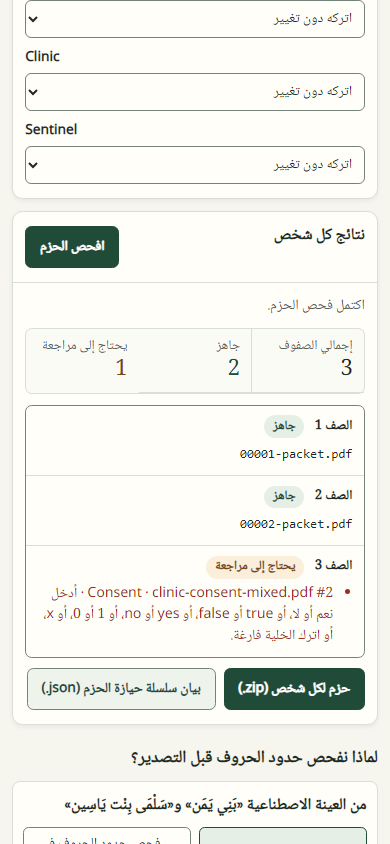 اتركه دون تغيير
Clinic
اتركه دون تغيير
Sentinel
اتركه دون تغيير
نتائج كل شخص
افحص الحزم
اكتمل فحص الحزم.
إجمالي الصفوف
3
جاهز
2
يحتاج إلى مراجعة
1
الصف 1 جاهز
00001-packet.pdf
الصف 2 جاهز
00002-packet.pdf
الصف 3 يحتاج إلى مراجعة
Consent · clinic-consent-mixed.pdf #2 · أدخل
نعم أو لا، أو true أو false، أو yes أو no، أو 1 أو 0، أو x،
أو اترك الخلية فارغة.
حزم لكل شخص (.zip)
بيان سلسلة حيازة الحزم (.json)
لماذا نفحص حدود الحروف قبل التصدير؟
من العينة الاصطناعية «بَنِي يَمَن» و«سَلْمَى بِنْت يَاسِين»